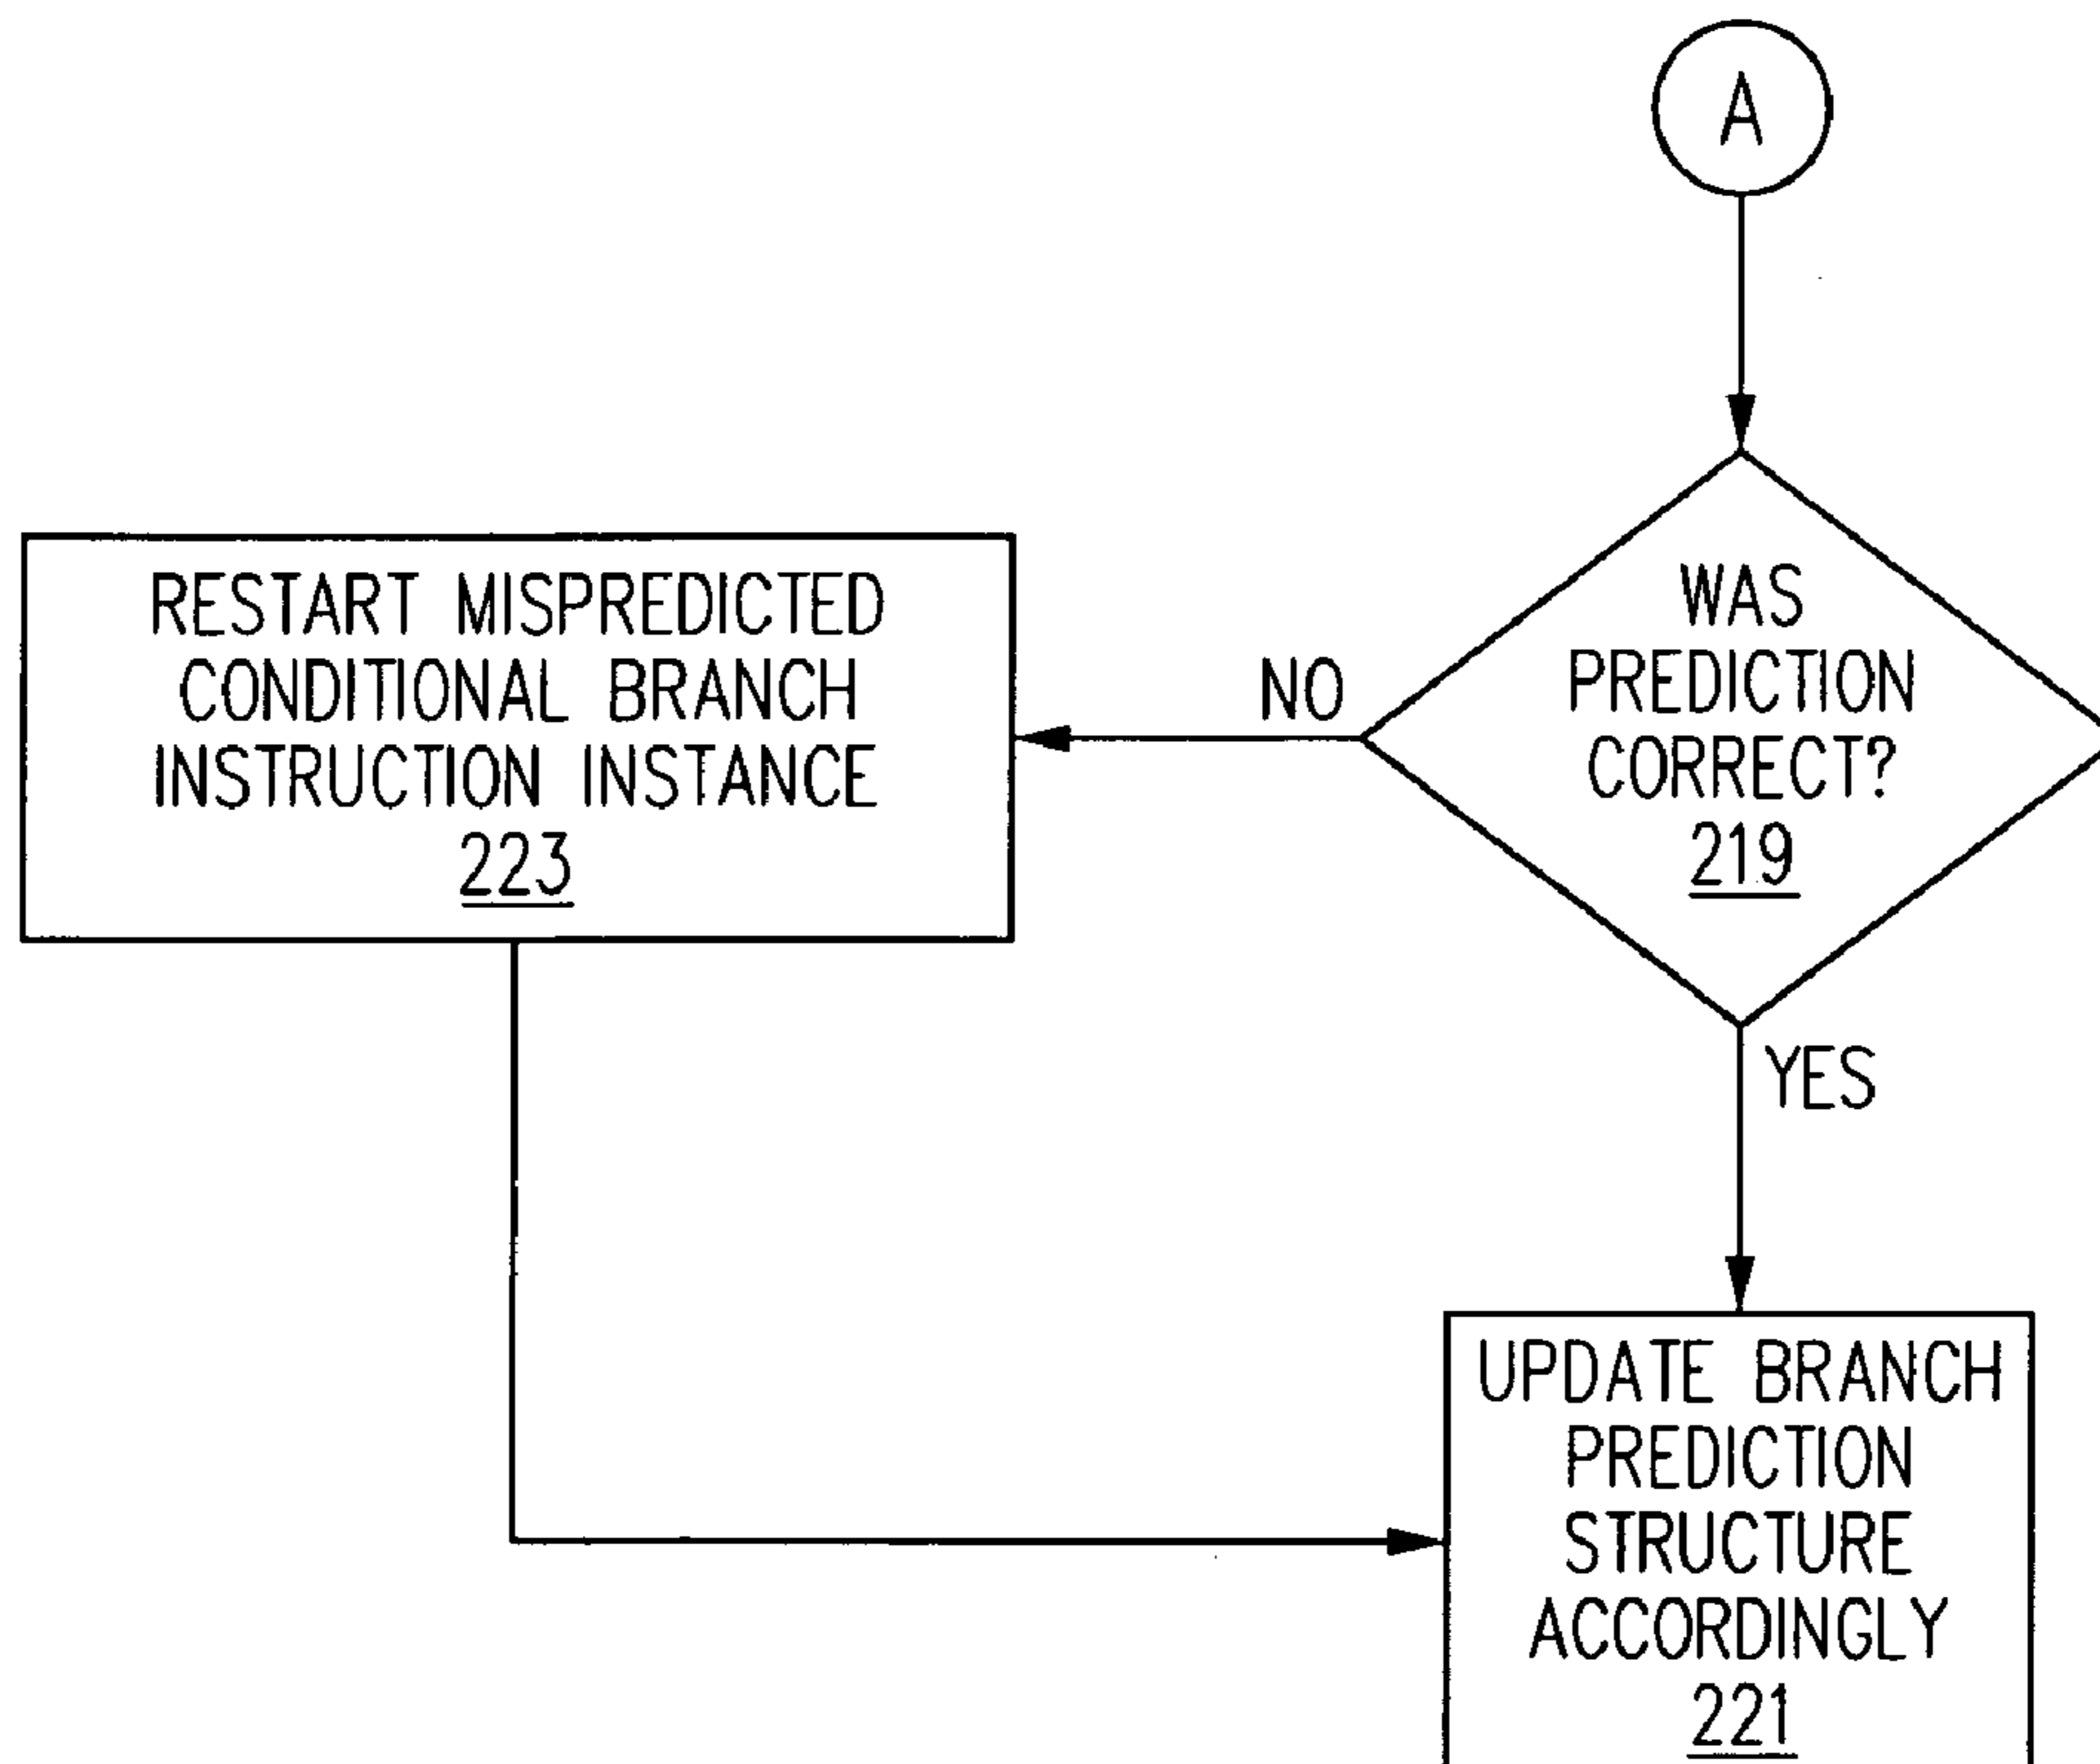 A
WAS
PREDICTION
CORRECT?
219
NO
RESTART MISPREDICTED
CONDITIONAL BRANCH
INSTRUCTION INSTANCE
223
YES
UPDATE BRANCH
PREDICTION
STRUCTURE
ACCORDINGLY
221